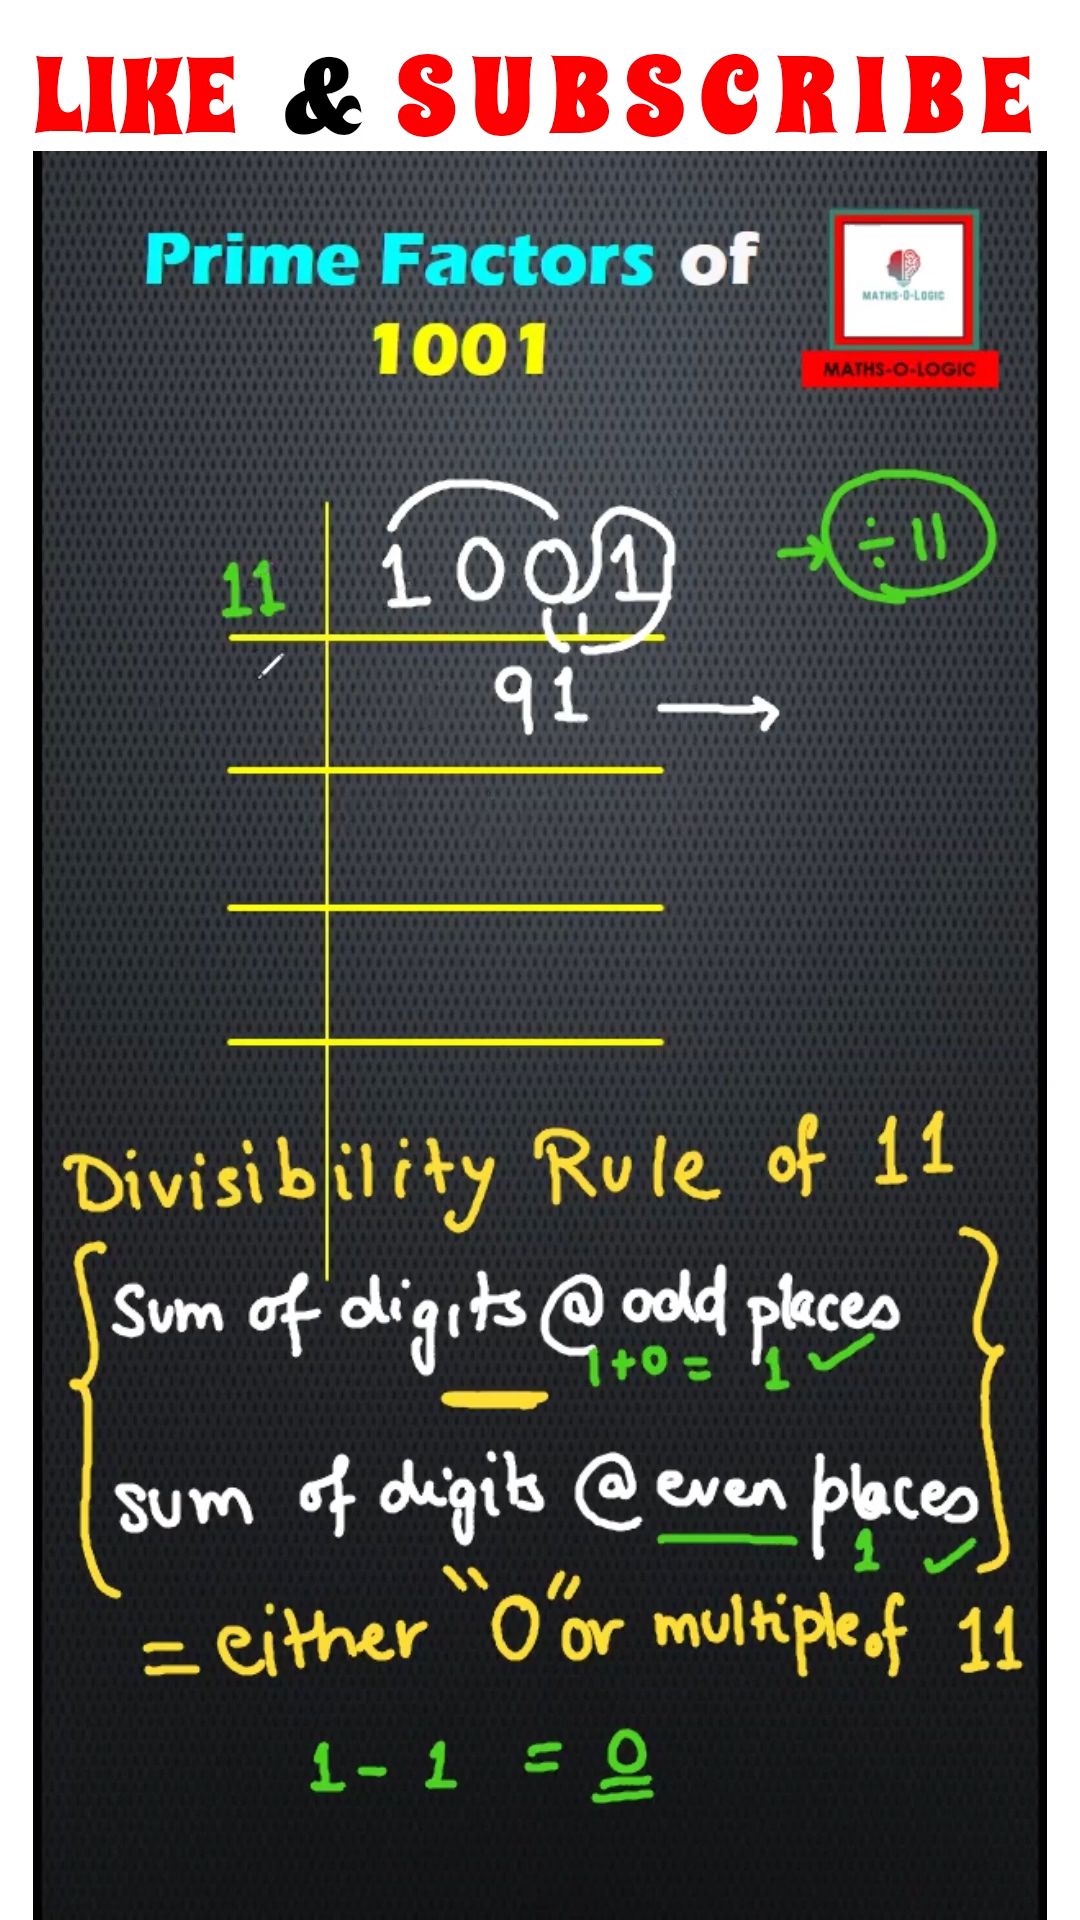 LIKE & SUBSCRIBE
Prime Factors of
1001
MATHS-O-LOGIC
MATHS-O-LOGIC
11 1001 → ÷ 11
91 →
Divisibility Rule of 11
{ Sum of digits @ odd places }
1+0 = 1 ✓
sum of digits @ even places
1 ✓
= either "0" or multiple of 11
1 - 1 = 0